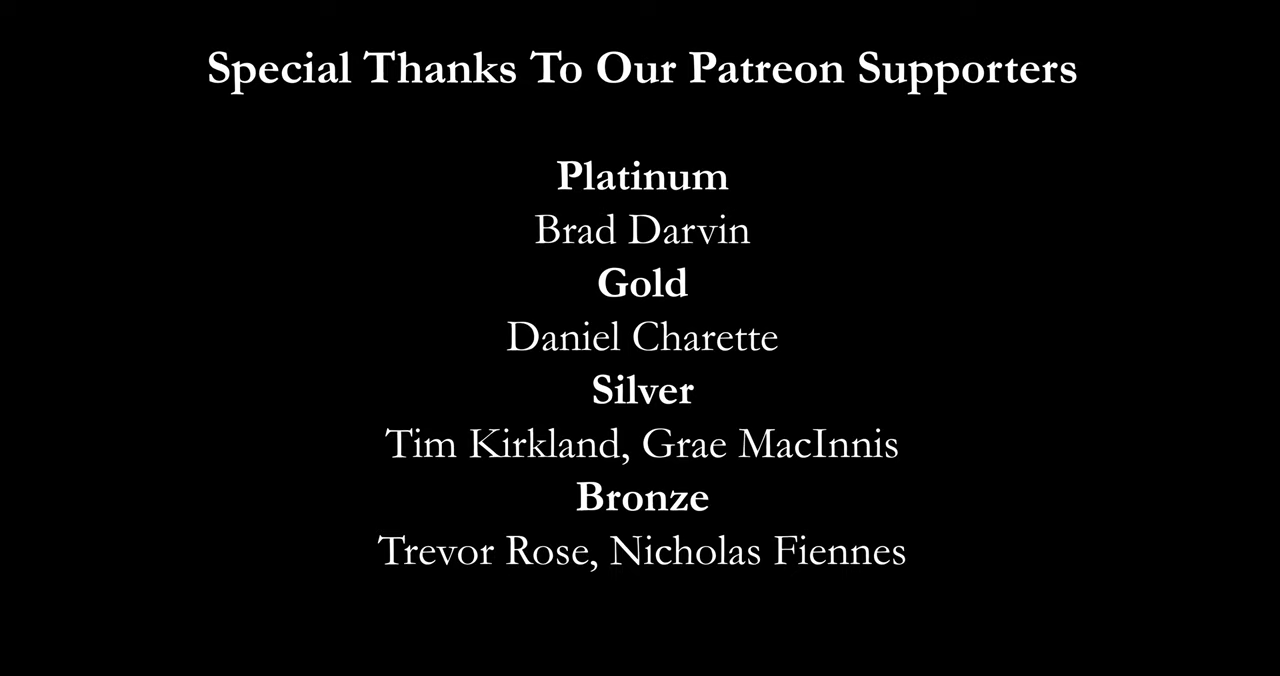 Special Thanks To Our Patreon Supporters
Platinum
Brad Darvin
Gold
Daniel Charette
Silver
Tim Kirkland, Grae MacInnis
Bronze
Trevor Rose, Nicholas Fiennes